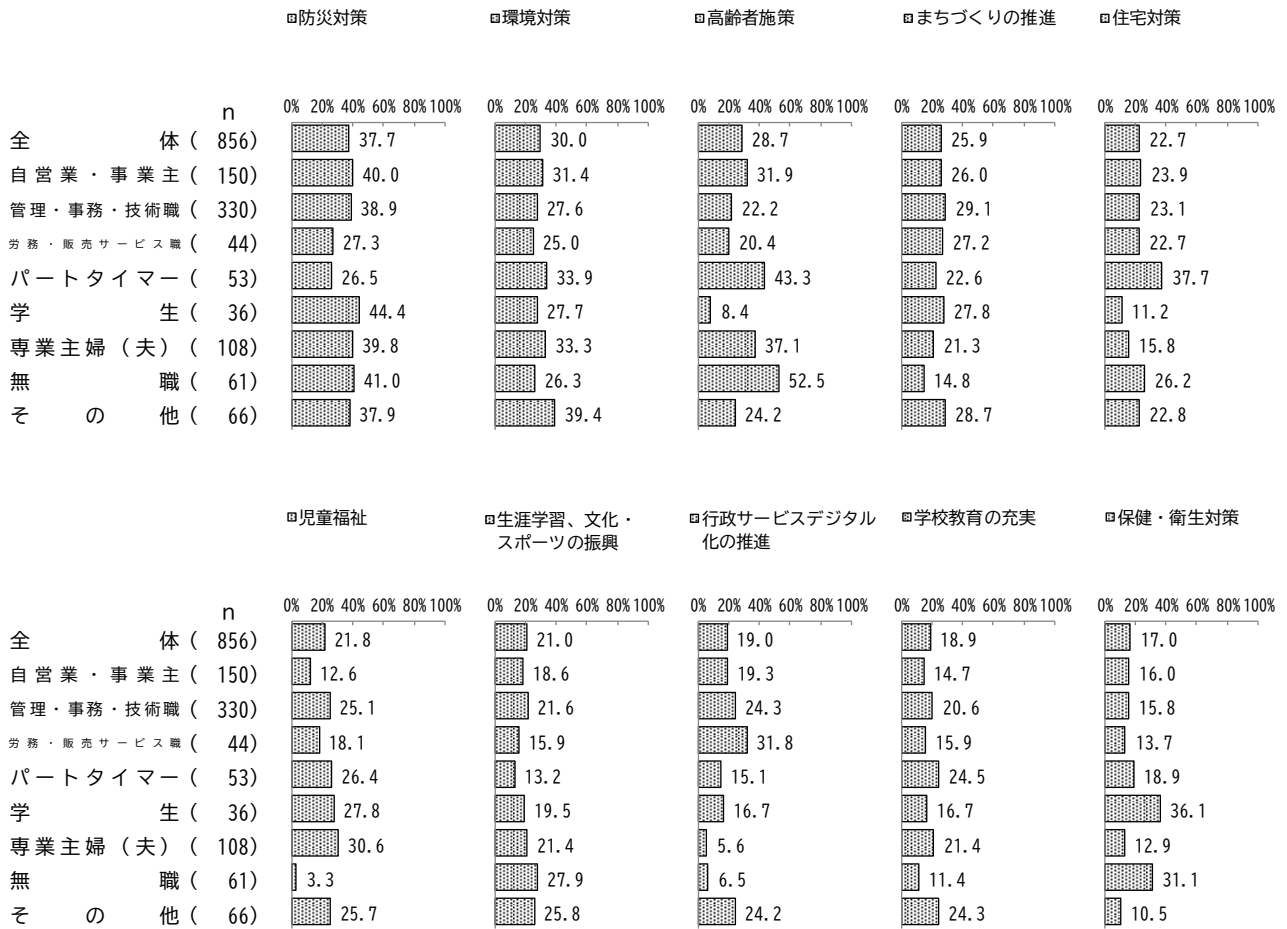 防災対策 環境対策 高齢者施策 まちづくりの推進 住宅対策
n 0% 20% 40% 60% 80% 100% 0% 20% 40% 60% 80% 100% 0% 20% 40% 60% 80% 100% 0% 20% 40% 60% 80% 100% 0% 20% 40% 60% 80% 100%
全体( 856) 37.7 30.0 28.7 25.9 22.7
自営業・事業主( 150) 40.0 31.4 31.9 26.0 23.9
管理・事務・技術職( 330) 38.9 27.6 22.2 29.1 23.1
労務・販売サービス職( 44) 27.3 25.0 20.4 27.2 22.7
パートタイマー( 53) 26.5 33.9 43.3 22.6 37.7
学生( 36) 44.4 27.7 8.4 27.8 11.2
専業主婦(夫)( 108) 39.8 33.3 37.1 21.3 15.8
無職( 61) 41.0 26.3 52.5 14.8 26.2
その他( 66) 37.9 39.4 24.2 28.7 22.8
児童福祉 生涯学習、文化・ 行政サービスデジタル 学校教育の充実 保健・衛生対策
スポーツの振興 化の推進
n 0% 20% 40% 60% 80% 100% 0% 20% 40% 60% 80% 100% 0% 20% 40% 60% 80% 100% 0% 20% 40% 60% 80% 100% 0% 20% 40% 60% 80% 100%
全体( 856) 21.8 21.0 19.0 18.9 17.0
自営業・事業主( 150) 12.6 18.6 19.3 14.7 16.0
管理・事務・技術職( 330) 25.1 21.6 24.3 20.6 15.8
労務・販売サービス職( 44) 18.1 15.9 31.8 15.9 13.7
パートタイマー( 53) 26.4 13.2 15.1 24.5 18.9
学生( 36) 27.8 19.5 16.7 16.7 36.1
専業主婦(夫)( 108) 30.6 21.4 5.6 21.4 12.9
無職( 61) 3.3 27.9 6.5 11.4 31.1
その他( 66) 25.7 25.8 24.2 24.3 10.5